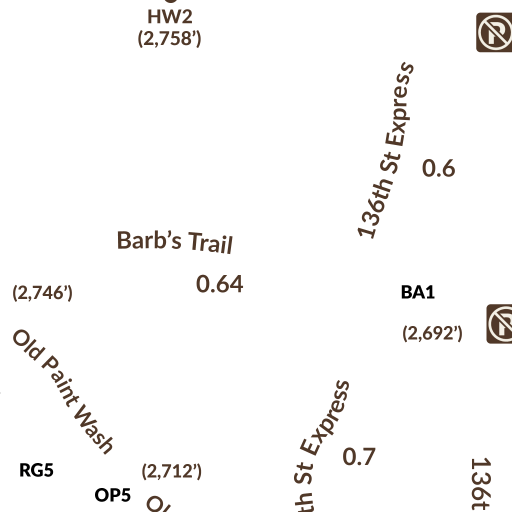 HW2
(2,758’)
136th St Express
0.6
Barb’s Trail
0.64
(2,746’)
BA1
(2,692’)
Old Paint Wash
th St Express
0.7
RG5
(2,712’)
OP5
136t